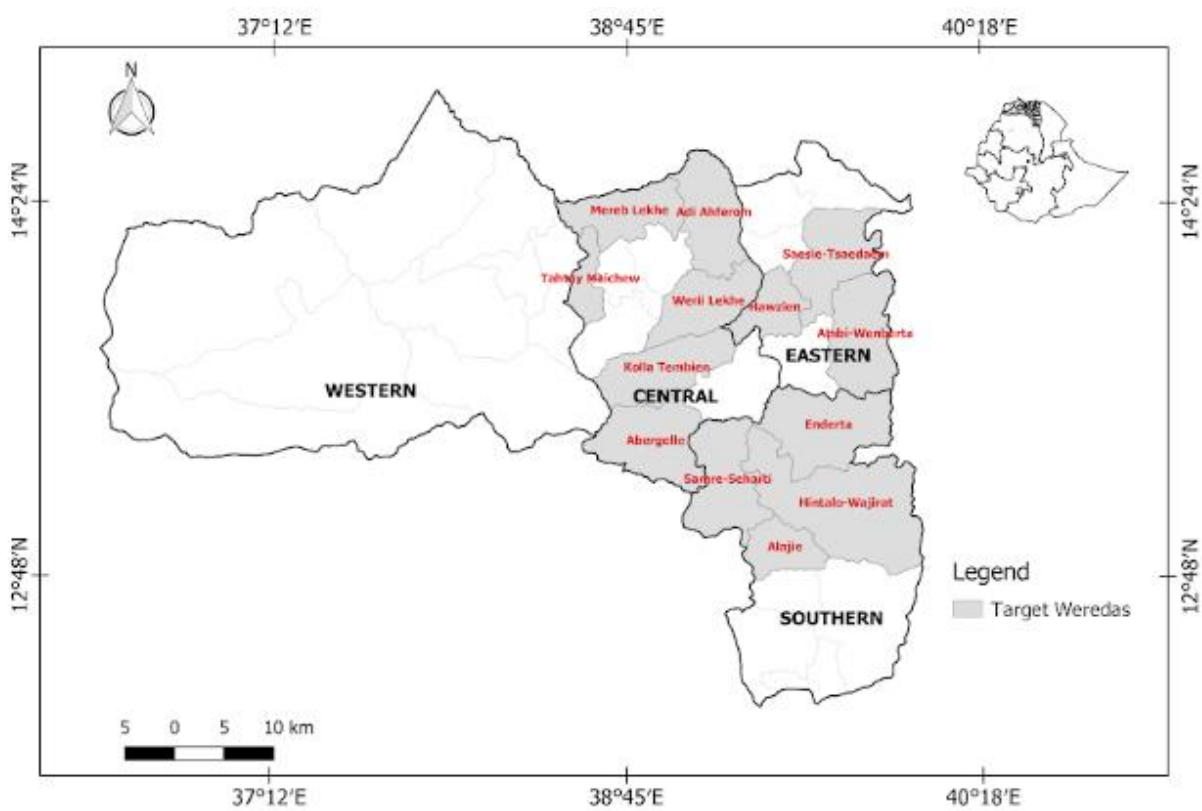 37°12′E 38°45′E 40°18′E
N
14°24′N 14°24′N
Mereb Lekhe Adi Ahferom
Saesie-Tsaedaem
Tahtay Maichew
Werii Lekhe Hawzien
Atsbi-Wenberta
EASTERN
Kolla Tembien
WESTERN CENTRAL
Enderta
Abergelle
Samre-Seharti
Hintalo-Wajirat
Alajie
12°48′N 12°48′N
Legend
Target Weredas
SOUTHERN
5 0 5 10 km
37°12′E 38°45′E 40°18′E